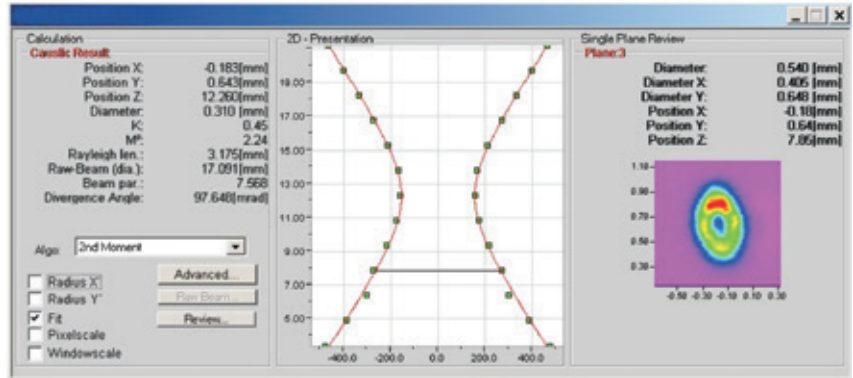 Calculation
Caustic Result:
Position X: -0.183[mm]
Position Y: 0.643[mm]
Position Z: 12.260[mm]
Diameter: 0.310 [mm]
K: 0.45
M²: 2.24
Rayleigh len.: 3.175[mm]
Raw-Beam (dia.): 17.091[mm]
Beam par.: 7.568
Divergence Angle: 97.648[mrad]
Algo: 2nd Moment
Radius X'
Radius Y'
Fit
Pixelscale
Windowscale
Advanced...
Raw Beam...
Review...
2D - Presentation
19.00
17.00
15.00
13.00
11.00
9.00
7.00
5.00
-400.0 -200.0 0.0 200.0 400.0
Single Plane Review
Plane:3
Diameter: 0.540 [mm]
Diameter X: 0.405 [mm]
Diameter Y: 0.648 [mm]
Position X: -0.18[mm]
Position Y: 0.64[mm]
Position Z: 7.85[mm]
1.10
0.90
0.70
0.50
0.30
-0.50 -0.30 -0.10 0.10 0.30